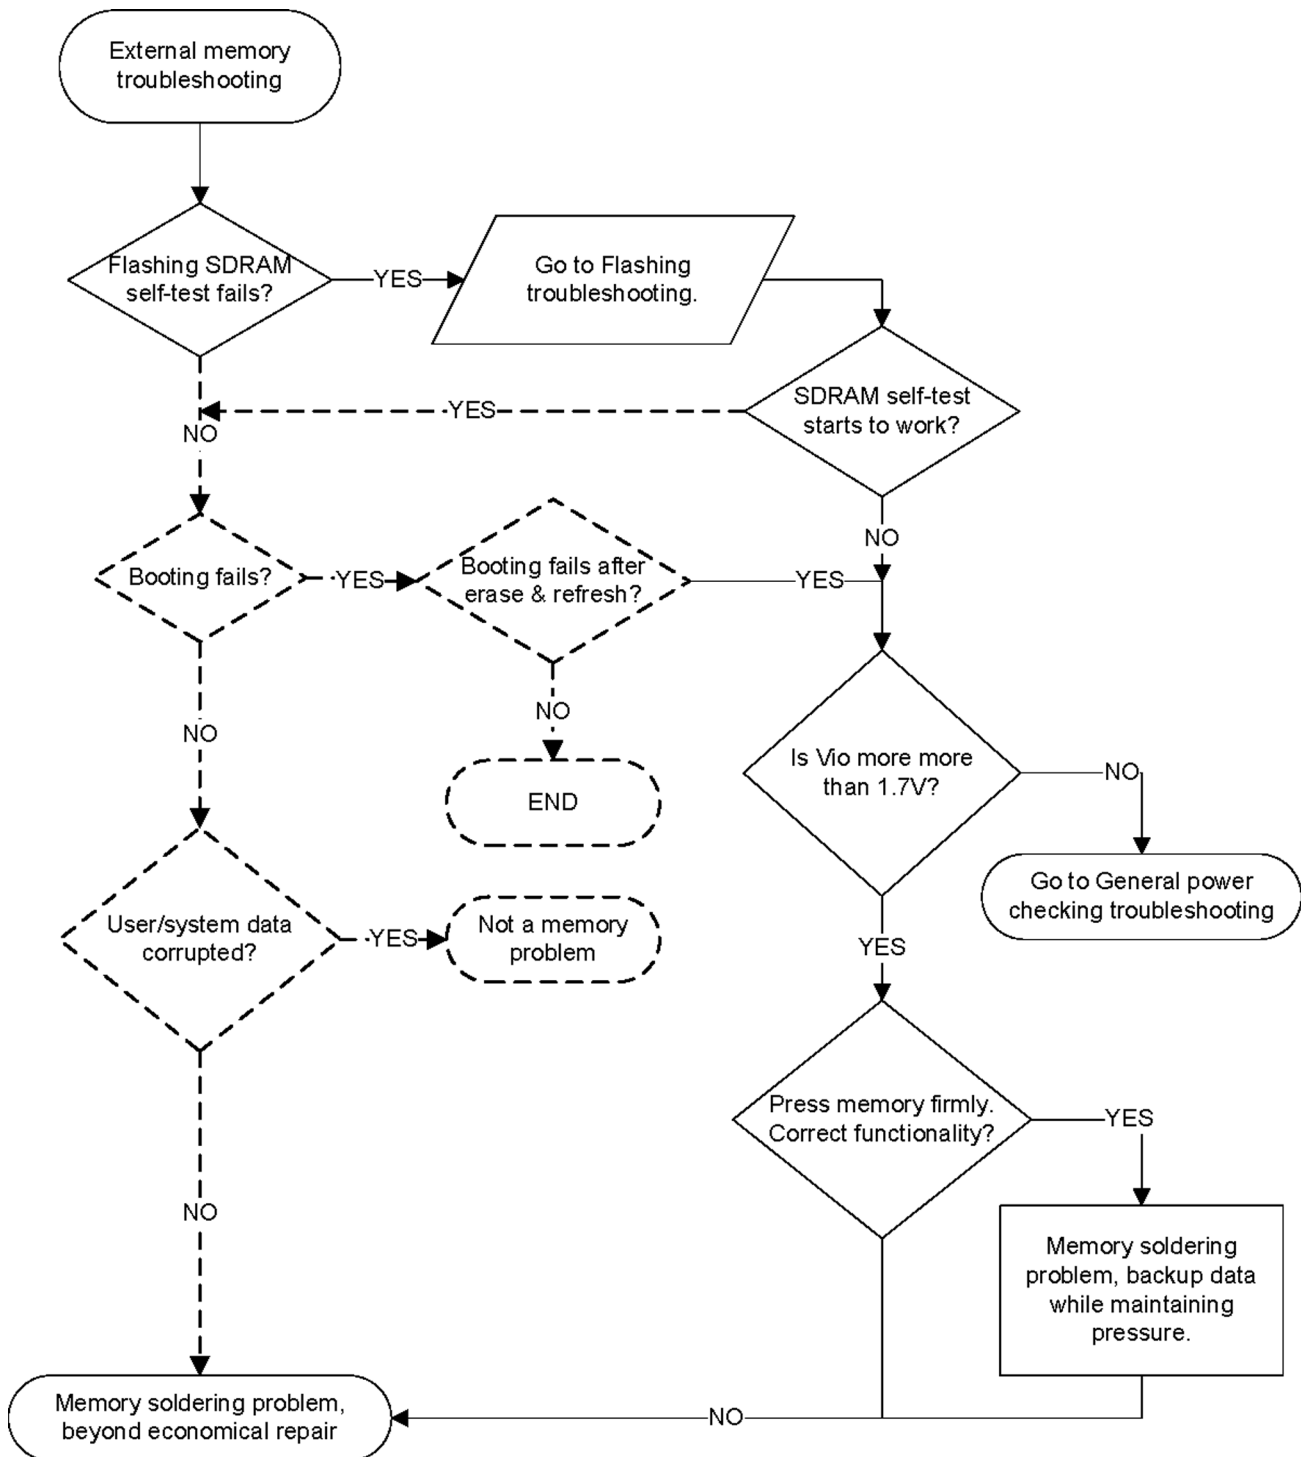 External memory
troubleshooting
Flashing SDRAM
self-test fails?
YES
Go to Flashing
troubleshooting.
SDRAM self-test
starts to work?
YES
NO
NO
Booting fails?
YES
Booting fails after
erase & refresh?
YES
NO
NO
END
Is Vio more more
than 1.7V?
NO
Go to General power
checking troubleshooting
User/system data
corrupted?
YES
Not a memory
problem
YES
Press memory firmly.
Correct functionality?
YES
NO
Memory soldering
problem, backup data
while maintaining
pressure.
Memory soldering problem,
beyond economical repair
NO